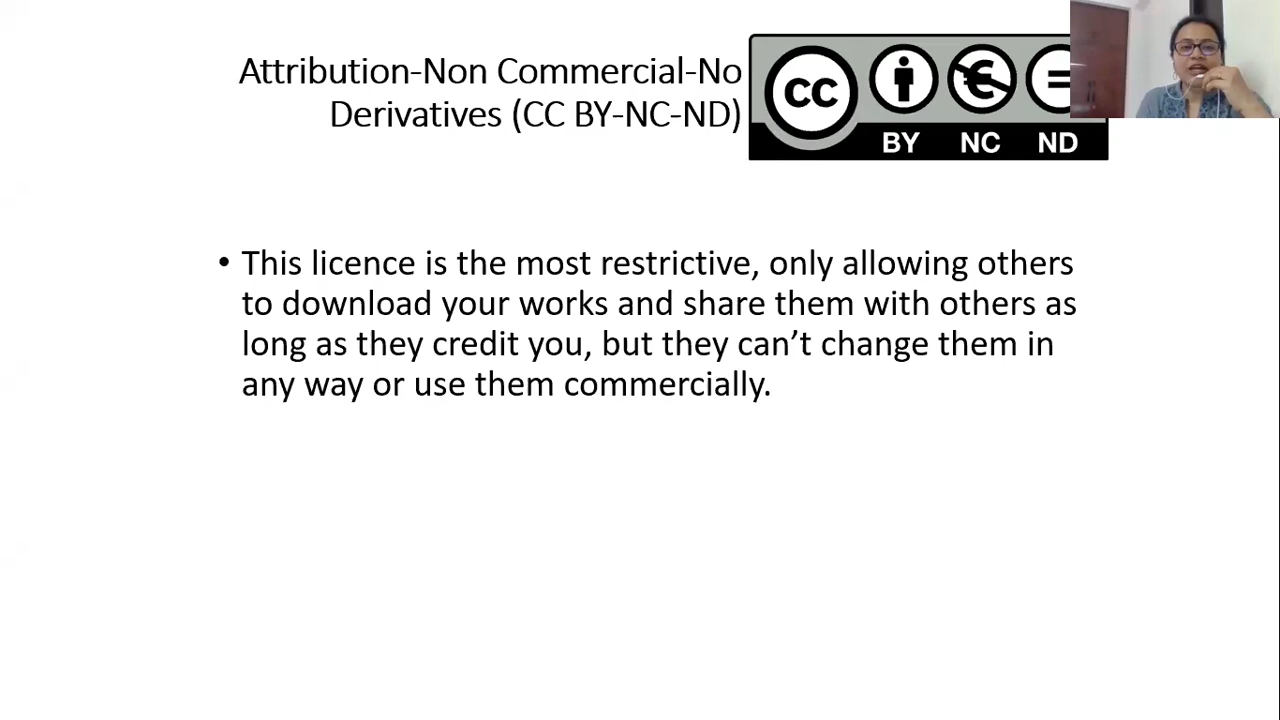 Attribution-Non Commercial-No
Derivatives (CC BY-NC-ND)
CC
BY NC ND
• This licence is the most restrictive, only allowing others
to download your works and share them with others as
long as they credit you, but they can’t change them in
any way or use them commercially.